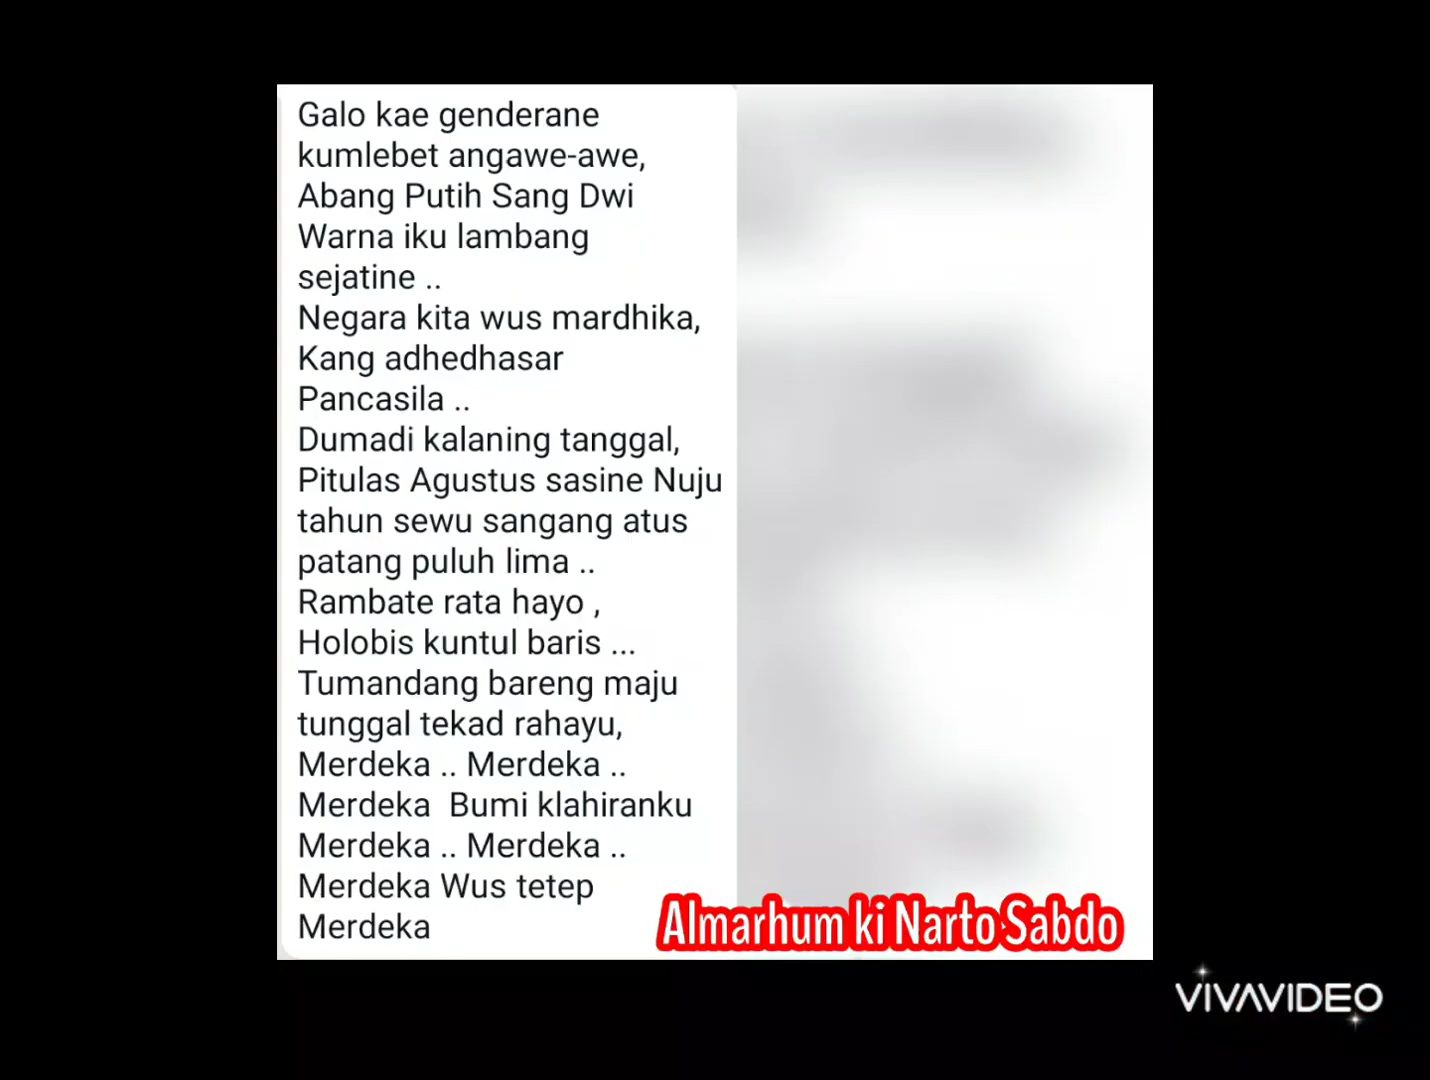 Galo kae genderane
kumlebet angawe-awe,
Abang Putih Sang Dwi
Warna iku lambang
sejatine ..
Negara kita wus mardhika,
Kang adhedhasar
Pancasila ..
Dumadi kalaning tanggal,
Pitulas Agustus sasine Nuju
tahun sewu sangang atus
patang puluh lima ..
Rambate rata hayo ,
Holobis kuntul baris ...
Tumandang bareng maju
tunggal tekad rahayu,
Merdeka .. Merdeka ..
Merdeka  Bumi klahiranku
Merdeka .. Merdeka ..
Merdeka Wus tetep
Merdeka
Almarhum ki Narto Sabdo
VIVAVIDEO